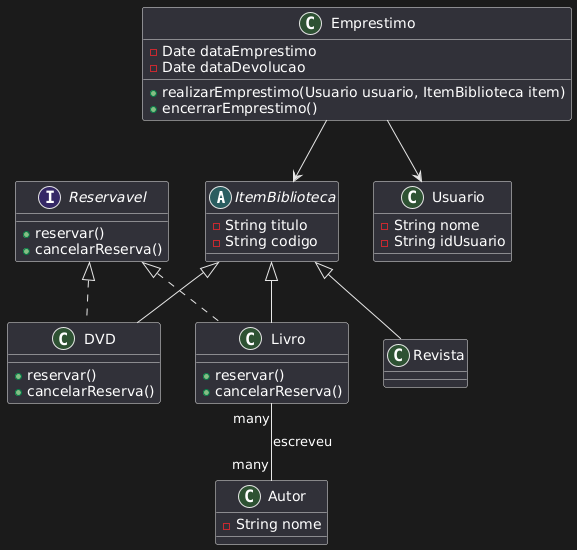 C Emprestimo
Date dataEmprestimo
Date dataDevolucao
realizarEmprestimo(Usuario usuario, ItemBiblioteca item)
encerrarEmprestimo()
I Reservavel
reservar()
cancelarReserva()
A ItemBiblioteca
String titulo
String codigo
C Usuario
String nome
String idUsuario
C DVD
reservar()
cancelarReserva()
C Livro
reservar()
cancelarReserva()
C Revista
many
escreveu
many
C Autor
String nome